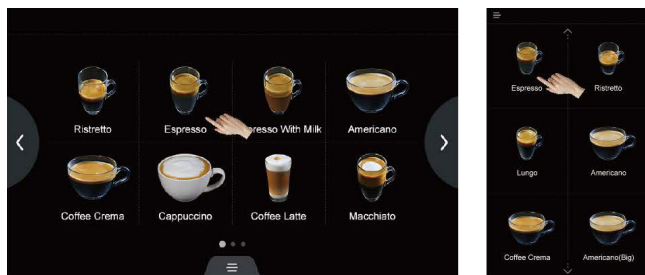 Ristretto
Espresso
resso With Milk
Americano
Coffee Crema
Cappuccino
Coffee Latte
Macchiato
Espresso
Ristretto
Lungo
Americano
Coffee Crema
Americano(Big)